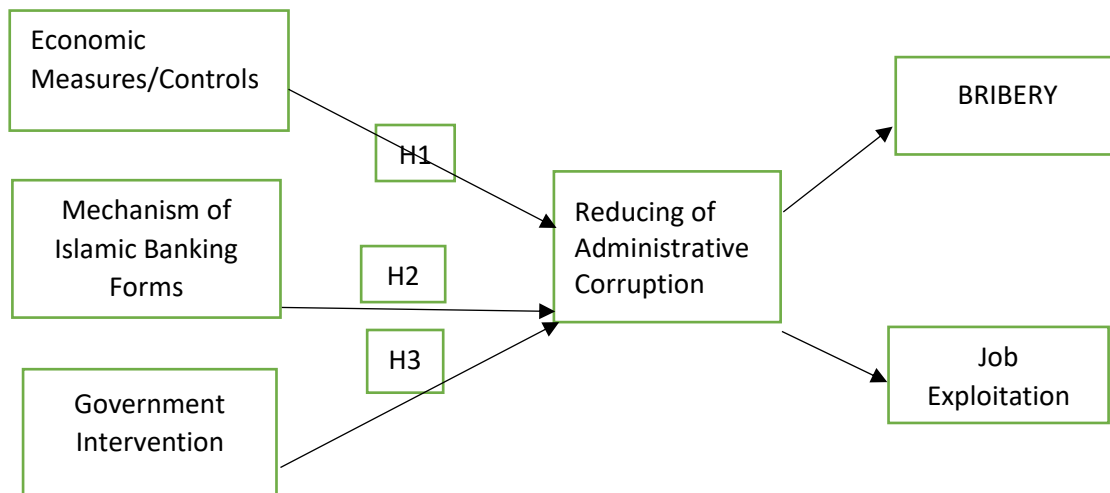 Economic
Measures/Controls
H1
Mechanism of
Islamic Banking
Forms
H2
H3
Government
Intervention
Reducing of
Administrative
Corruption
BRIBERY
Job
Exploitation